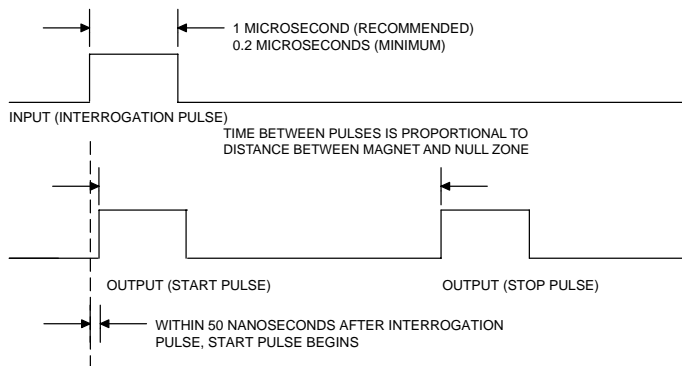 1 MICROSECOND (RECOMMENDED)
0.2 MICROSECONDS (MINIMUM)
INPUT (INTERROGATION PULSE)
TIME BETWEEN PULSES IS PROPORTIONAL TO
DISTANCE BETWEEN MAGNET AND NULL ZONE
OUTPUT (START PULSE)
OUTPUT (STOP PULSE)
WITHIN 50 NANOSECONDS AFTER INTERROGATION
PULSE, START PULSE BEGINS